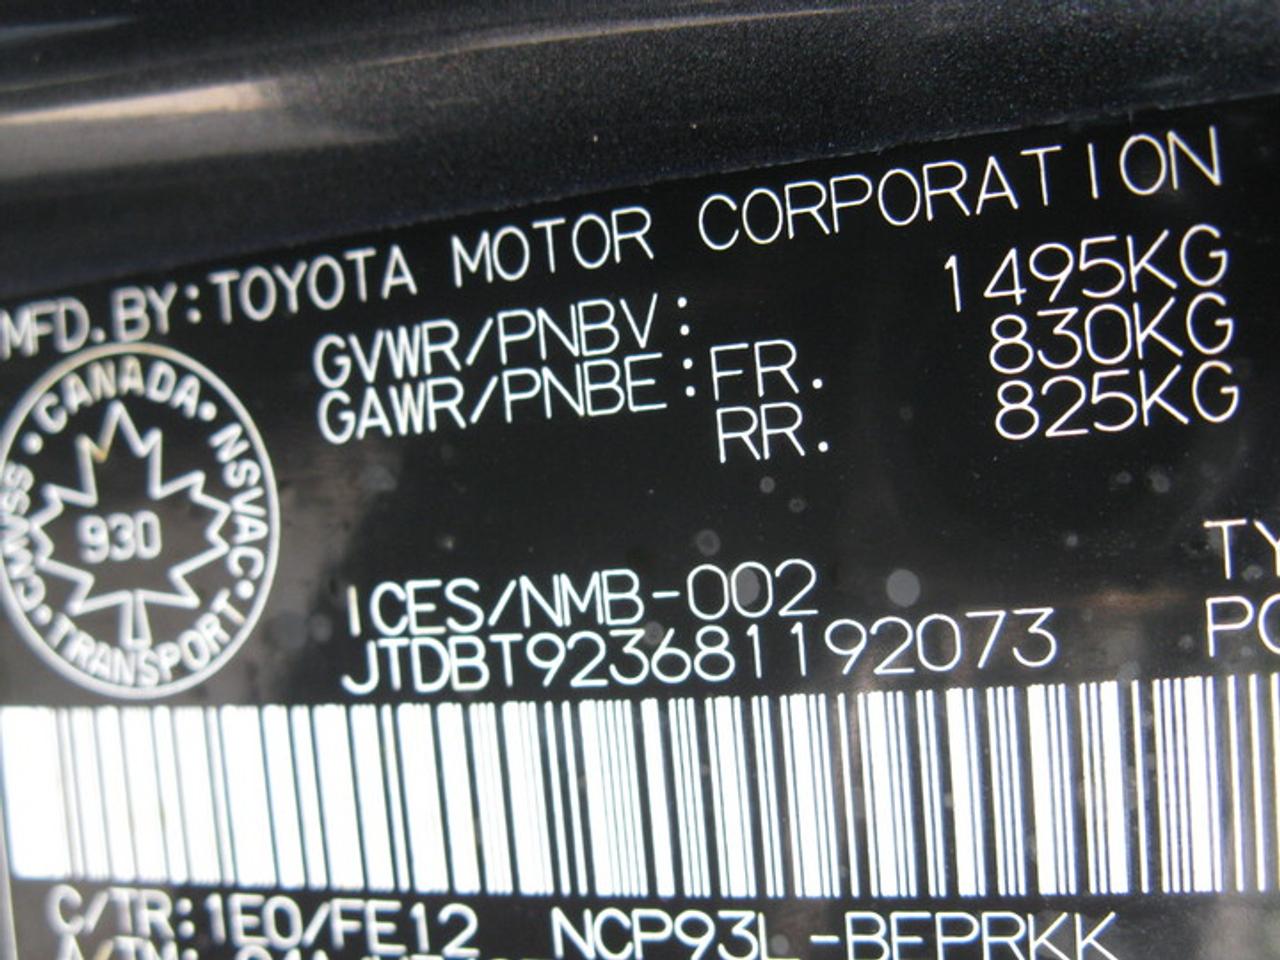 MFD.BY:TOYOTA MOTOR CORPORATION
GVWR/PNBV: 1495KG
GAWR/PNBE:FR. 830KG
RR. 825KG
CANADA
NSVAC
TRANSPORT
CMVSS
930
ICES/NMB-002
JTDBT923681192073
C/TR:1E0/FE12 NCP93L-BEPRKK